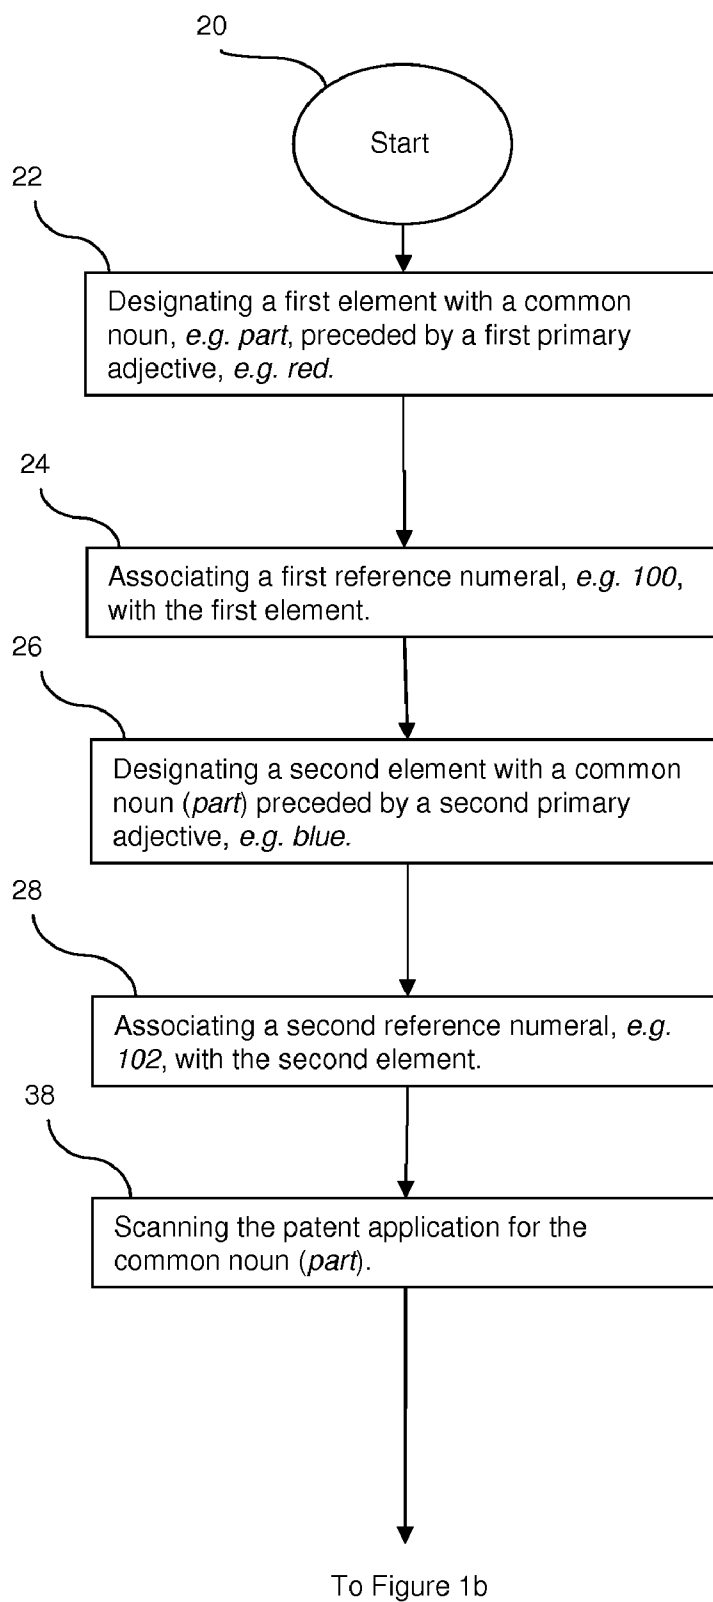 20
Start
22
Designating a first element with a common
noun, e.g. part, preceded by a first primary
adjective, e.g. red.
24
Associating a first reference numeral, e.g. 100,
with the first element.
26
Designating a second element with a common
noun (part) preceded by a second primary
adjective, e.g. blue.
28
Associating a second reference numeral, e.g.
102, with the second element.
38
Scanning the patent application for the
common noun (part).
To Figure 1b